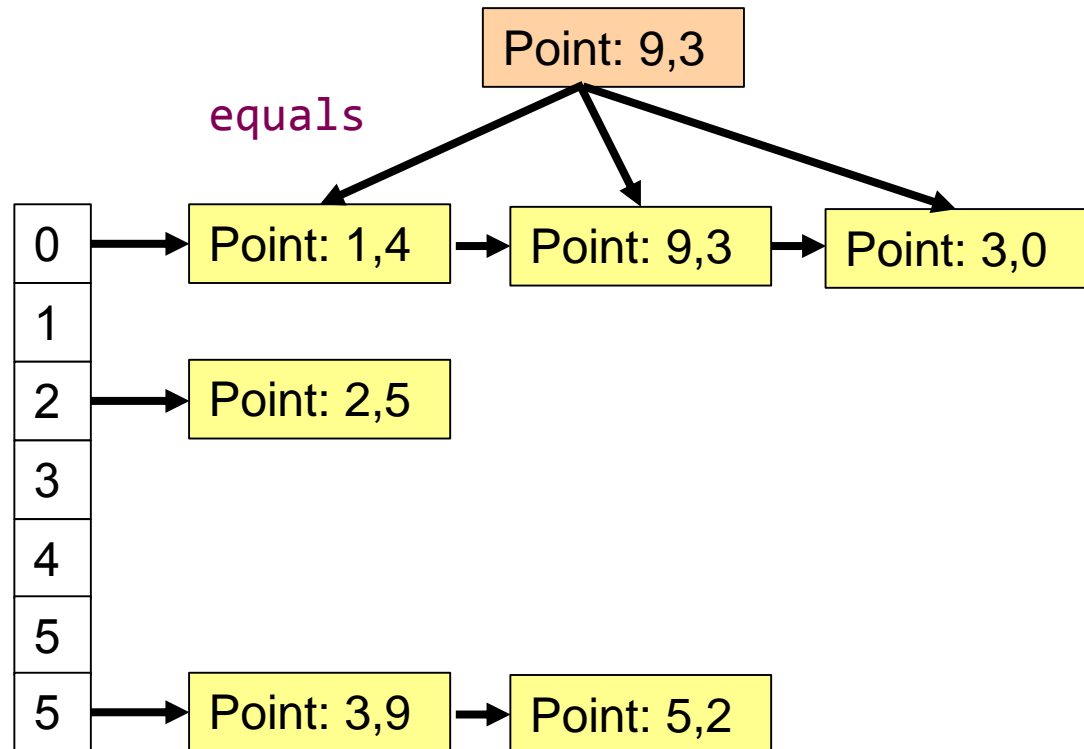 Point: 9,3
equals
0
Point: 1,4
Point: 9,3
Point: 3,0
1
2
Point: 2,5
3
4
5
5
Point: 3,9
Point: 5,2